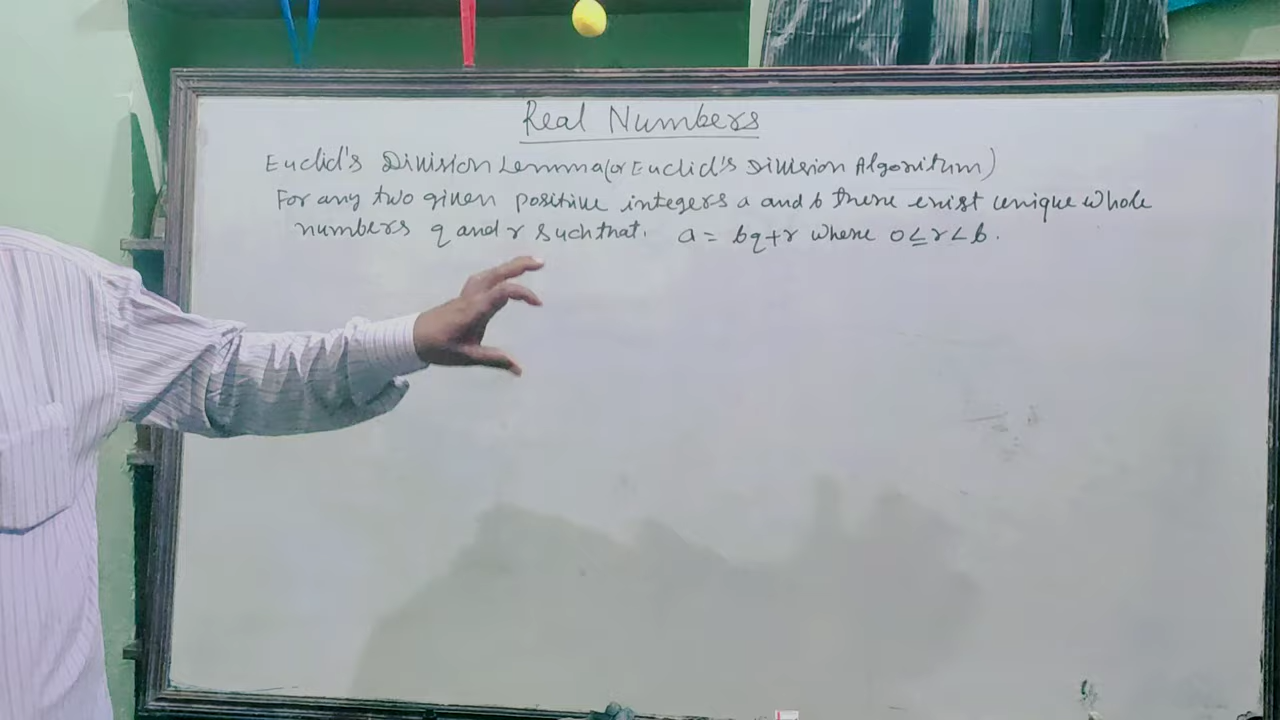 Real Numbers
Euclid's Division Lemma (or Euclid's Division Algorithm)
For any two given positive integers a and b there exist unique whole
numbers q and r such that. a = bq+r where 0≤r<b.